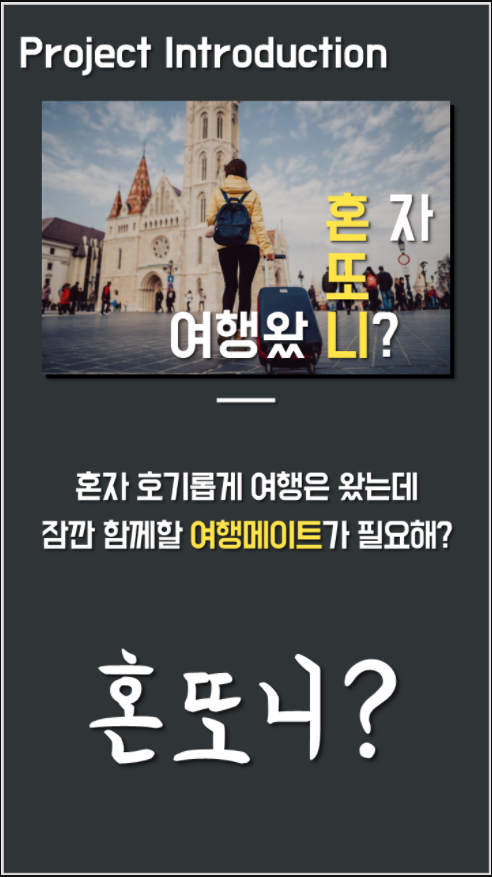 Project Introduction
혼 자
또
여행왔 니?
혼자 호기롭게 여행은 왔는데
잠깐 함께할 여행메이트가 필요해?
혼또니?